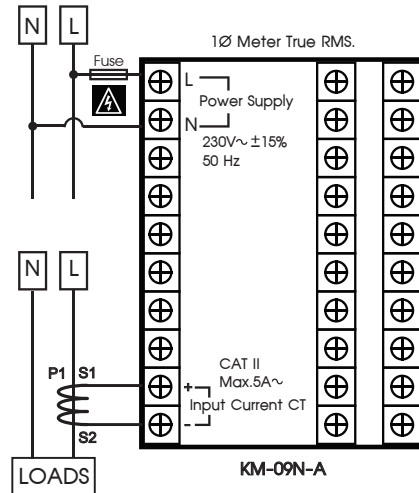 N L
1Ø Meter True RMS.
Fuse
L
Power Supply
N
230V~ ±15%
50 Hz
N L
CAT II
Max.5A~
P1 S1
+
Input Current CT
-
S2
LOADS
KM-09N-A